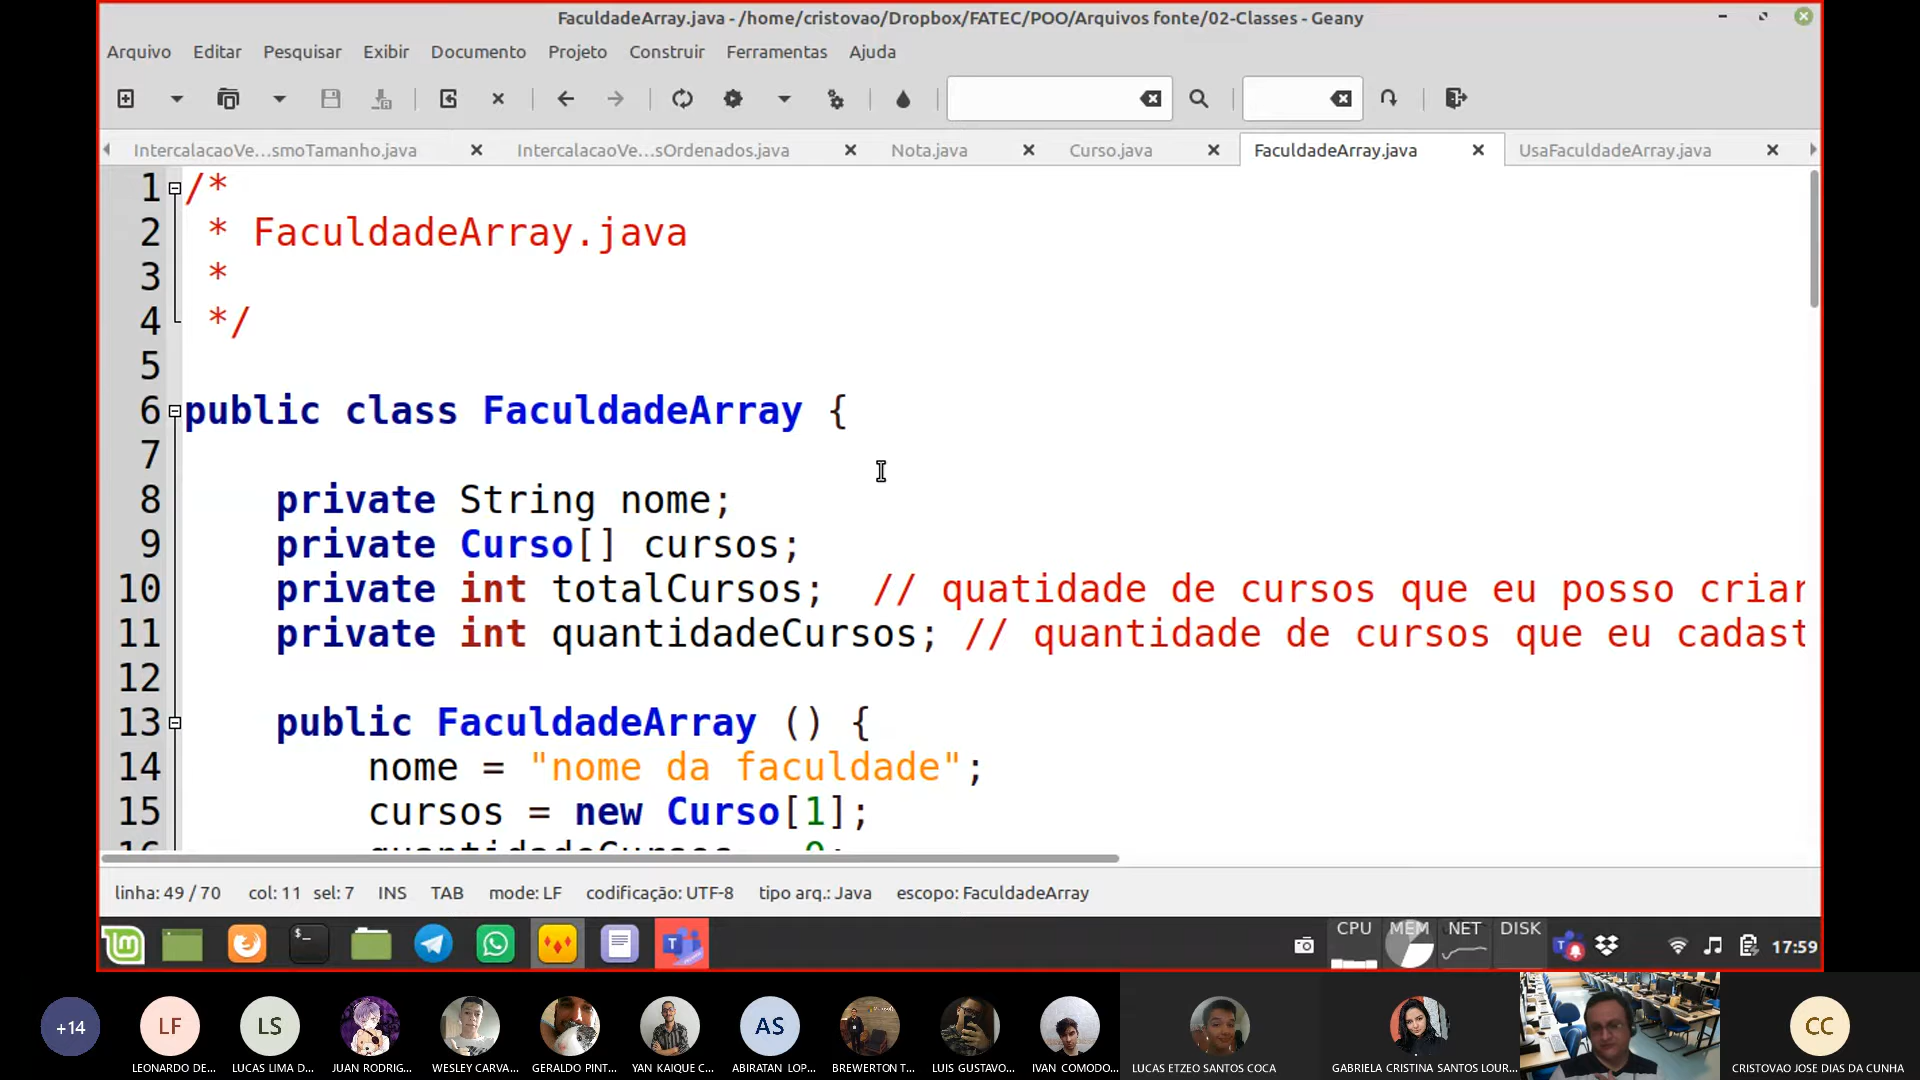 FaculdadeArray.java - /home/cristovao/Dropbox/FATEC/POO/Arquivos fonte/02-Classes - Geany
Arquivo Editar Pesquisar Exibir Documento Projeto Construir Ferramentas Ajuda
IntercalacaoVe...smoTamanho.java IntercalacaoVe...sOrdenados.java Nota.java Curso.java FaculdadeArray.java UsaFaculdadeArray.java
1 /*
2 * FaculdadeArray.java
3 *
4 */
5
6 public class FaculdadeArray {
7
8 private String nome;
9 private Curso[] cursos;
10 private int totalCursos; // quatidade de cursos que eu posso criar
11 private int quantidadeCursos; // quantidade de cursos que eu cadast
12
13 public FaculdadeArray () {
14 nome = "nome da faculdade";
15 cursos = new Curso[1];
linha: 49 / 70 col: 11 sel: 7 INS TAB mode: LF codificação: UTF-8 tipo arq.: Java escopo: FaculdadeArray
CPU MEM NET DISK 17:59
+14 LF LS AS CC
LEONARDO DE... LUCAS LIMA D... JUAN RODRIG... WESLEY CARVA... GERALDO PINT... YAN KAIQUE C... ABIRATAN LOP... BREWERTON T... LUIS GUSTAVO... IVAN COMODO... LUCAS ETZEO SANTOS COCA GABRIELA CRISTINA SANTOS LOUR... CRISTOVAO JOSE DIAS DA CUNHA